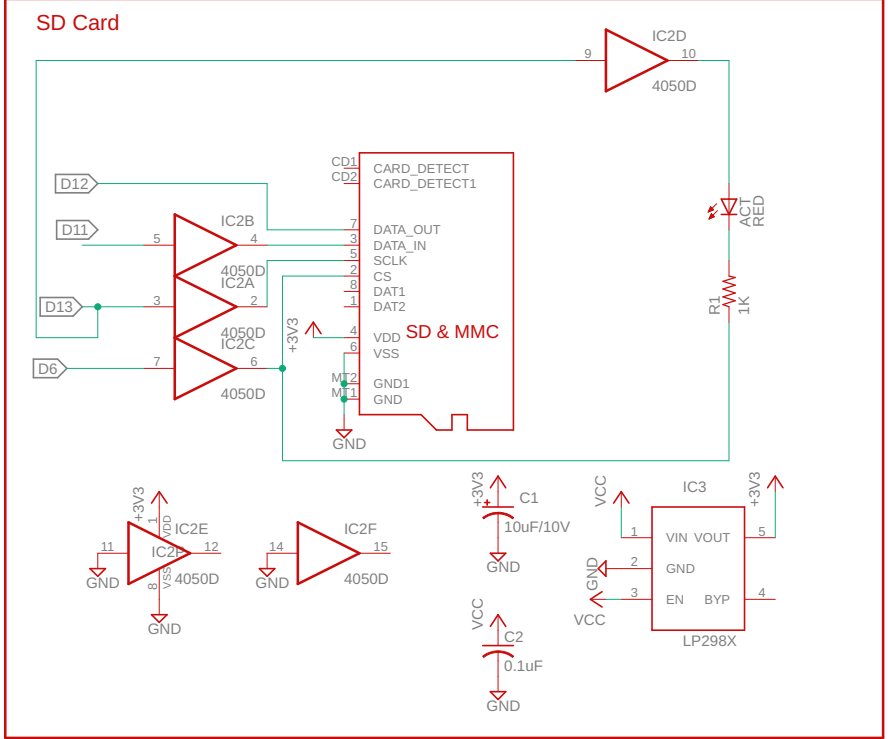 SD Card
IC2D
9
10
4050D
CD1
CARD_DETECT
CD2
CARD_DETECT1
D12
ACT
RED
D11
IC2B
7
DATA_OUT
5
4
3
DATA_IN
4050D
5
SCLK
IC2A
2
CS
8
DAT1
D13
3
2
1
DAT2
R1
1K
4050D
+3V3
4
VDD
SD & MMC
IC2C
6
VSS
D6
7
6
MT2
GND1
4050D
MT1
GND
GND
+3V3
1
VDD
IC2E
11
IC2P
12
GND
4050D
8
VSS
GND
IC2F
14
15
GND
4050D
+3V3
C1
10uF/10V
GND
VCC
C2
0.1uF
GND
IC3
VCC
+3V3
1
VIN
VOUT
5
GND
2
GND
3
EN
BYP
4
VCC
LP298X